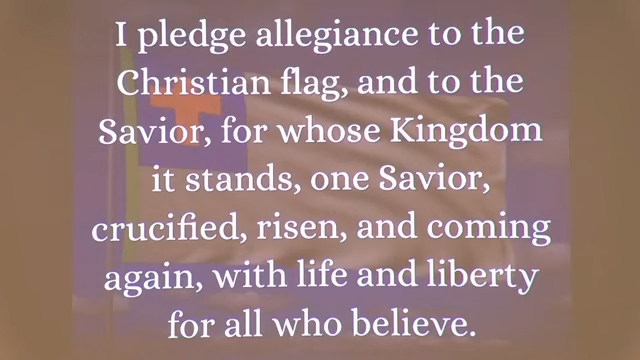 I pledge allegiance to the
Christian flag, and to the
Savior, for whose Kingdom
it stands, one Savior,
crucified, risen, and coming
again, with life and liberty
for all who believe.